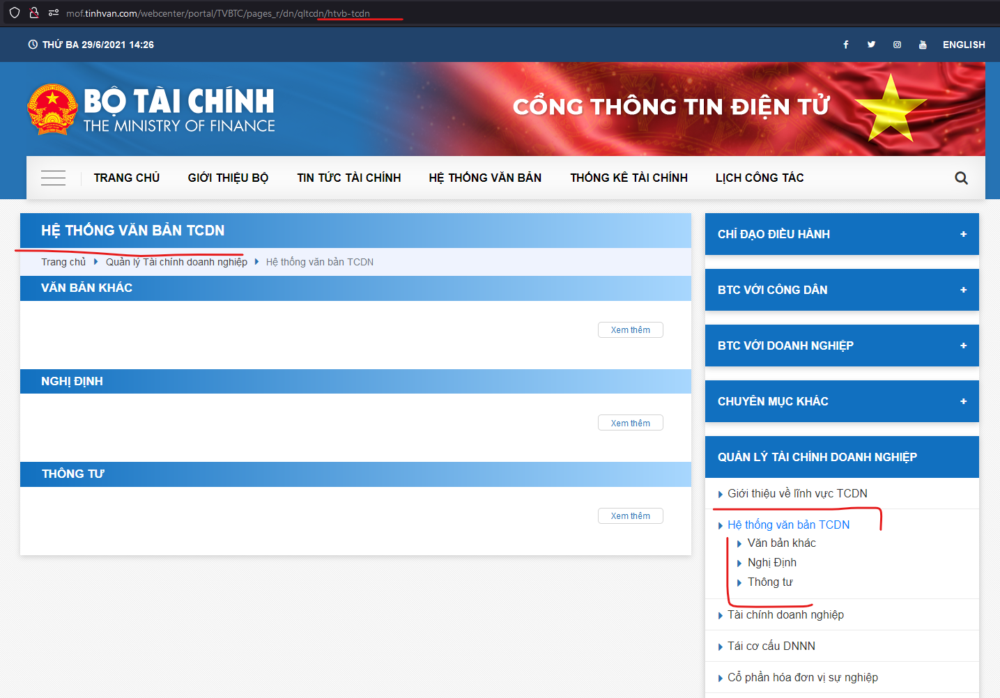 mof.tinhvan.com/webcenter/portal/TVBTC/pages_r/dn/qltcdn/htvb-tcdn
THỨ BA 29/6/2021 14:26
ENGLISH
BỘ TÀI CHÍNH
THE MINISTRY OF FINANCE
CỔNG THÔNG TIN ĐIỆN TỬ
TRANG CHỦ GIỚI THIỆU BỘ TIN TỨC TÀI CHÍNH HỆ THỐNG VĂN BẢN THỐNG KÊ TÀI CHÍNH LỊCH CÔNG TÁC
HỆ THỐNG VĂN BẢN TCDN
Trang chủ Quản lý Tài chính doanh nghiệp Hệ thống văn bản TCDN
VĂN BẢN KHÁC
Xem thêm
NGHỊ ĐỊNH
Xem thêm
THÔNG TƯ
Xem thêm
CHỈ ĐẠO ĐIỀU HÀNH +
BTC VỚI CÔNG DÂN +
BTC VỚI DOANH NGHIỆP +
CHUYÊN MỤC KHÁC +
QUẢN LÝ TÀI CHÍNH DOANH NGHIỆP
Giới thiệu về lĩnh vực TCDN
Hệ thống văn bản TCDN
Văn bản khác
Nghị Định
Thông tư
Tài chính doanh nghiệp
Tái cơ cấu DNNN
Cổ phần hóa đơn vị sự nghiệp